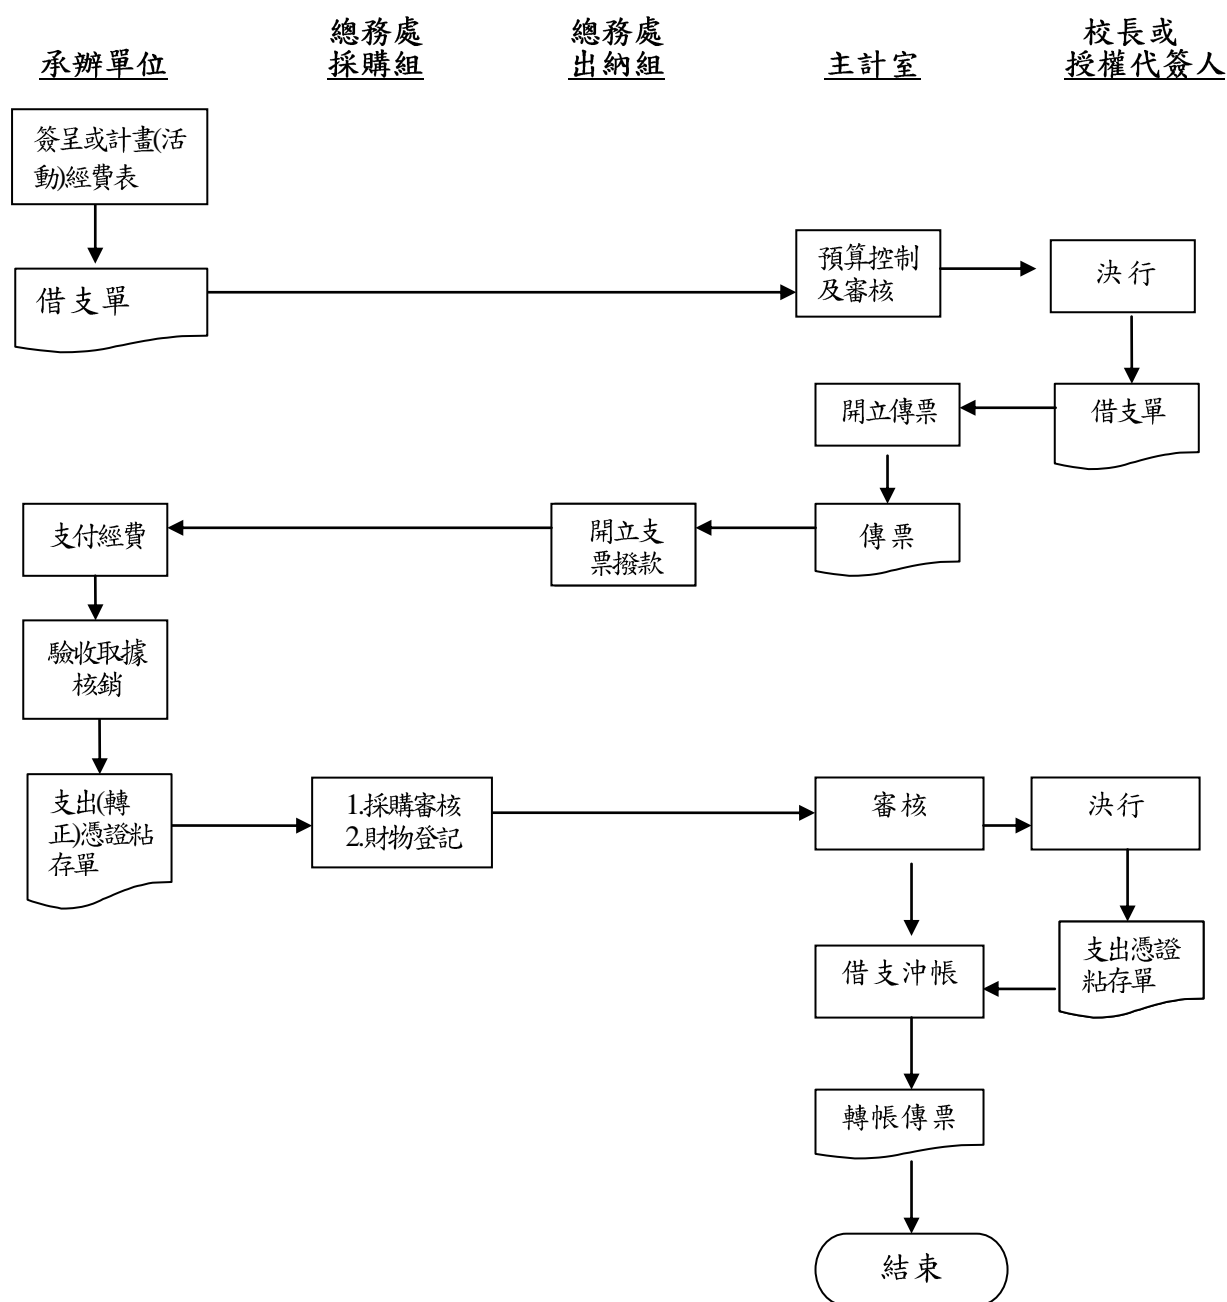 總務處
總務處
校長或
承辦單位
採購組
出納組
主計室
授權代簽人
簽呈或計畫(活
動)經費表
借支單
預算控制
及審核
決行
開立傳票
借支單
支付經費
開立支
票撥款
傳票
驗收取據
核銷
支出(轉
正)憑證粘
存單
1.採購審核
2.財物登記
審核
決行
借支沖帳
支出憑證
粘存單
轉帳傳票
結束